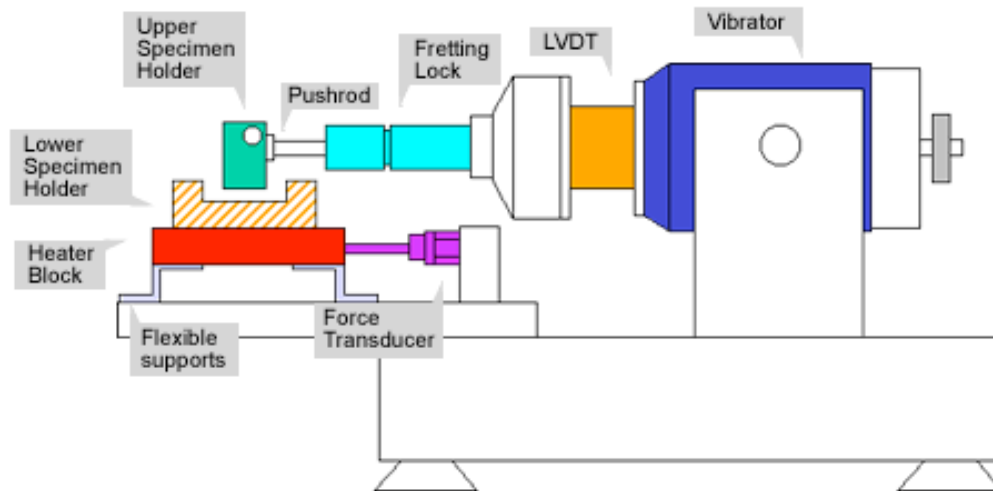 Upper
Specimen
Holder
Pushrod
Fretting
Lock
LVDT
Vibrator
Lower
Specimen
Holder
Heater
Block
Flexible
supports
Force
Transducer